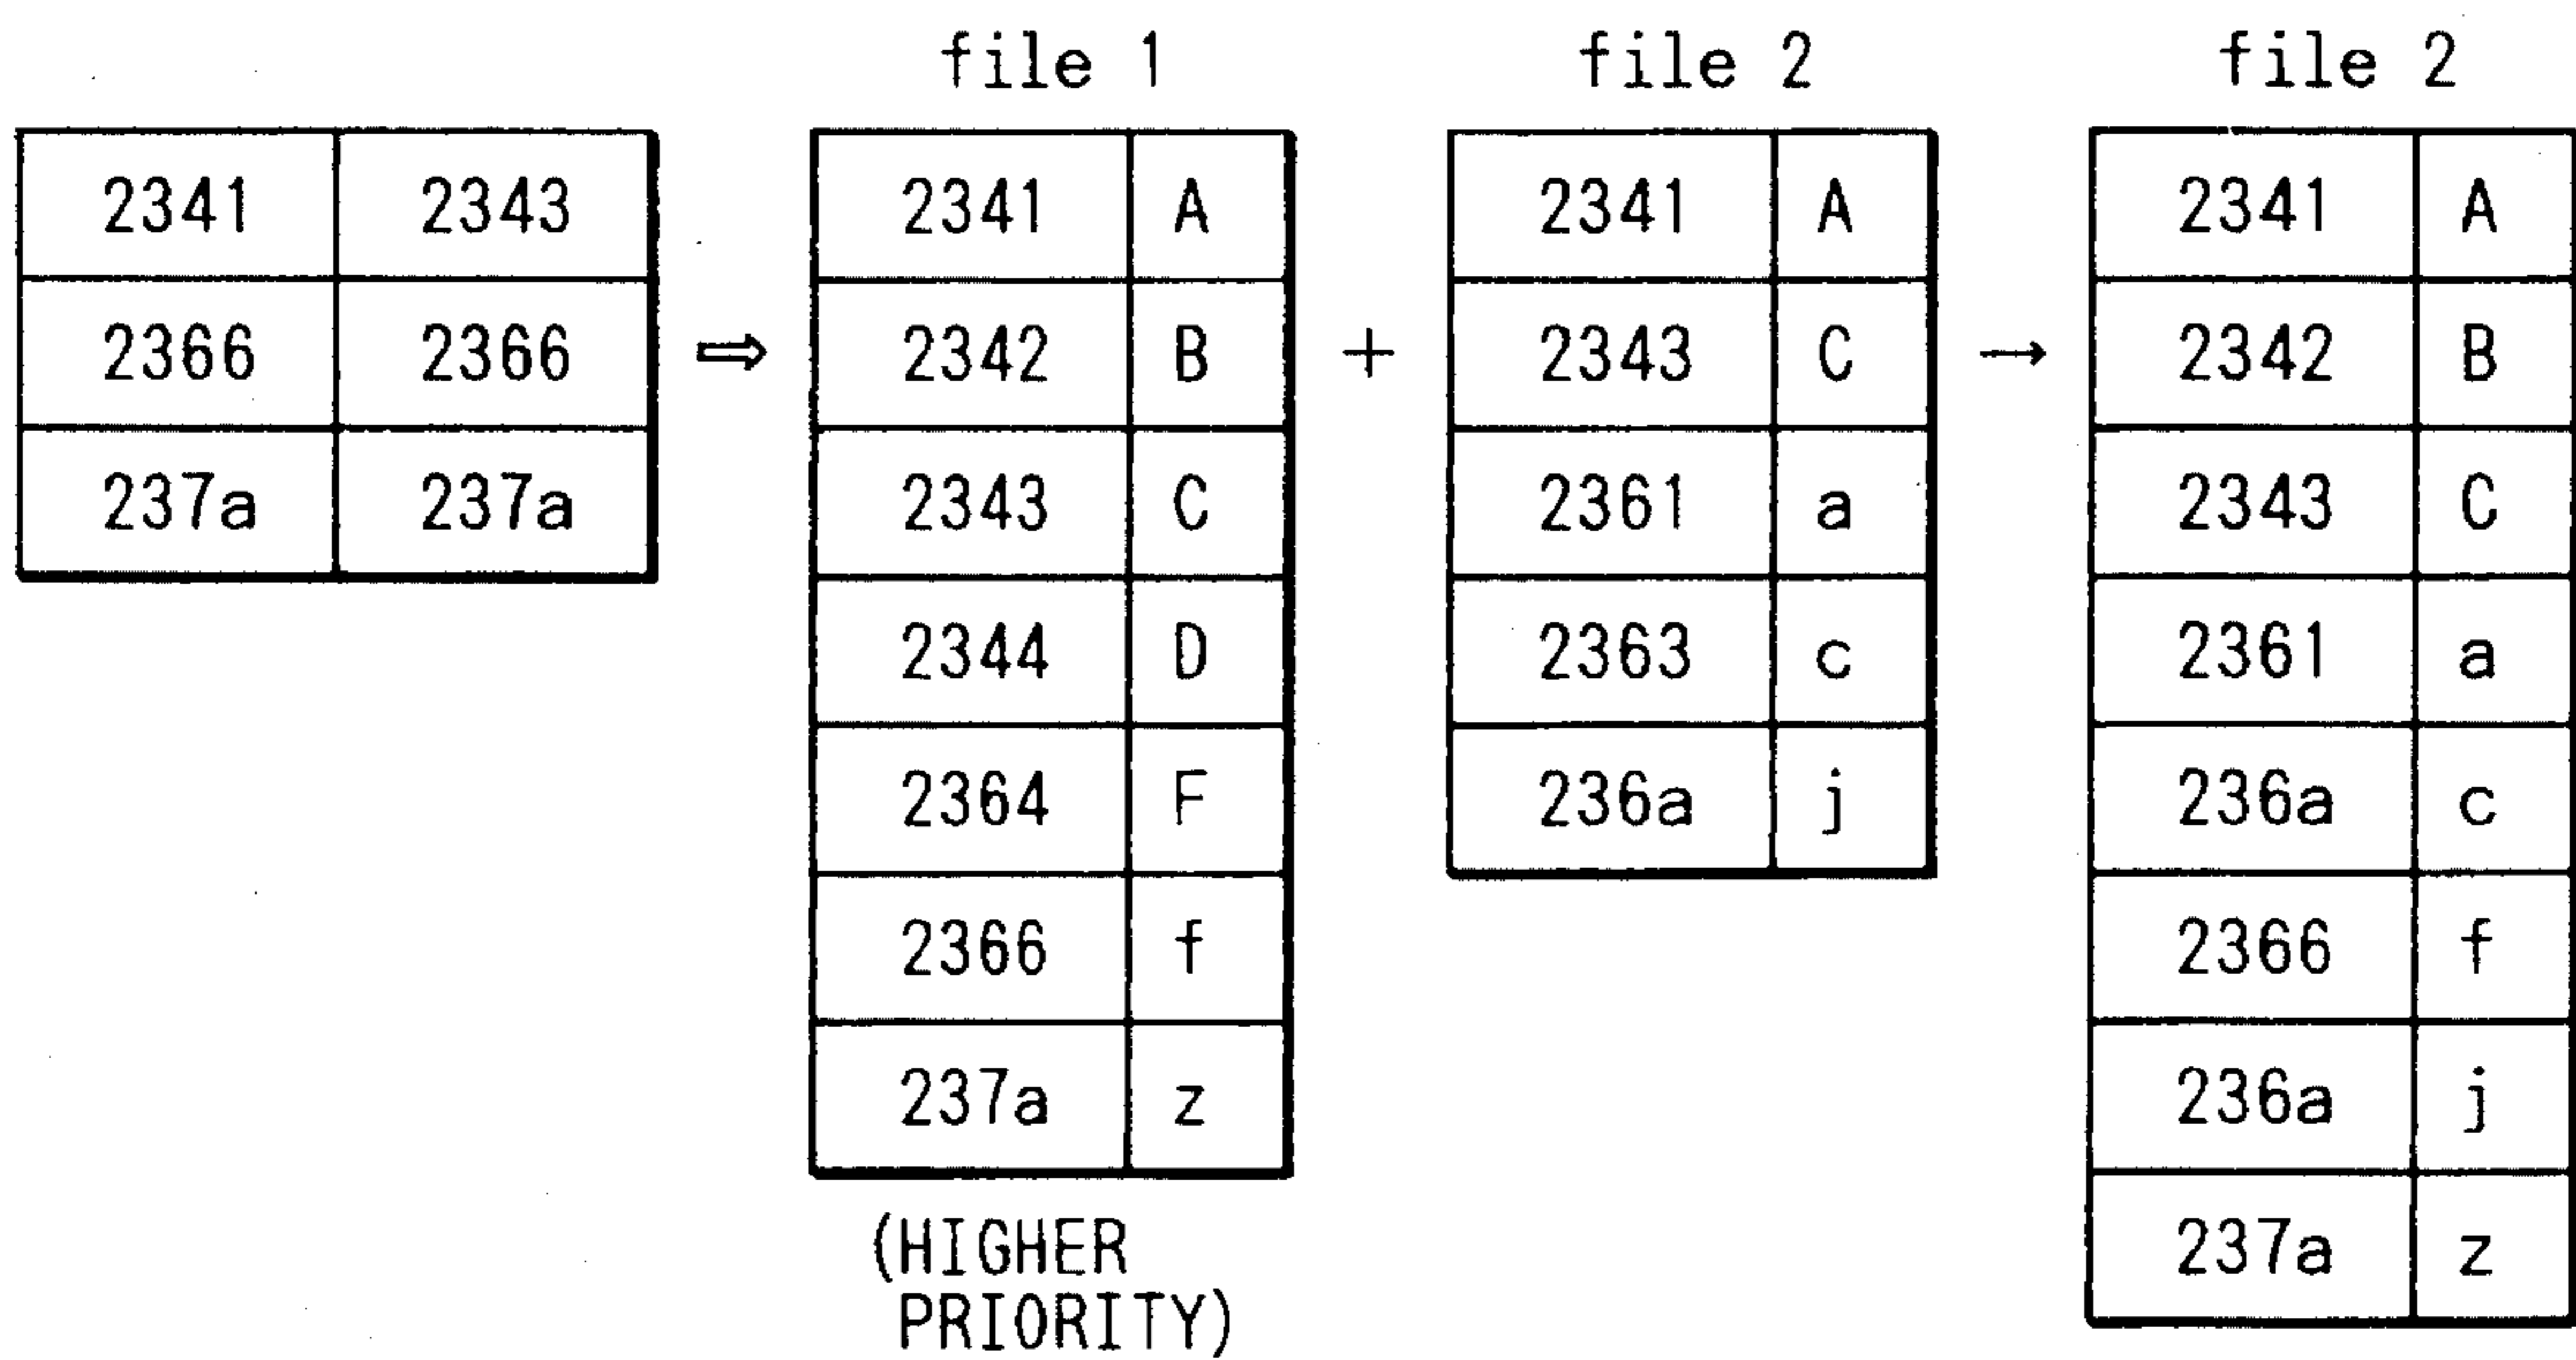 file 1 file 2 file 2
2341 2343 2341 A 2341 A 2341 A
2366 2366 ⇒ 2342 B + 2343 C → 2342 B
237a 237a 2343 C 2361 a 2343 C
2344 D 2363 c 2361 a
2364 F 236a j 236a c
2366 f 2366 f
237a z 236a j
(HIGHER 237a z
PRIORITY)